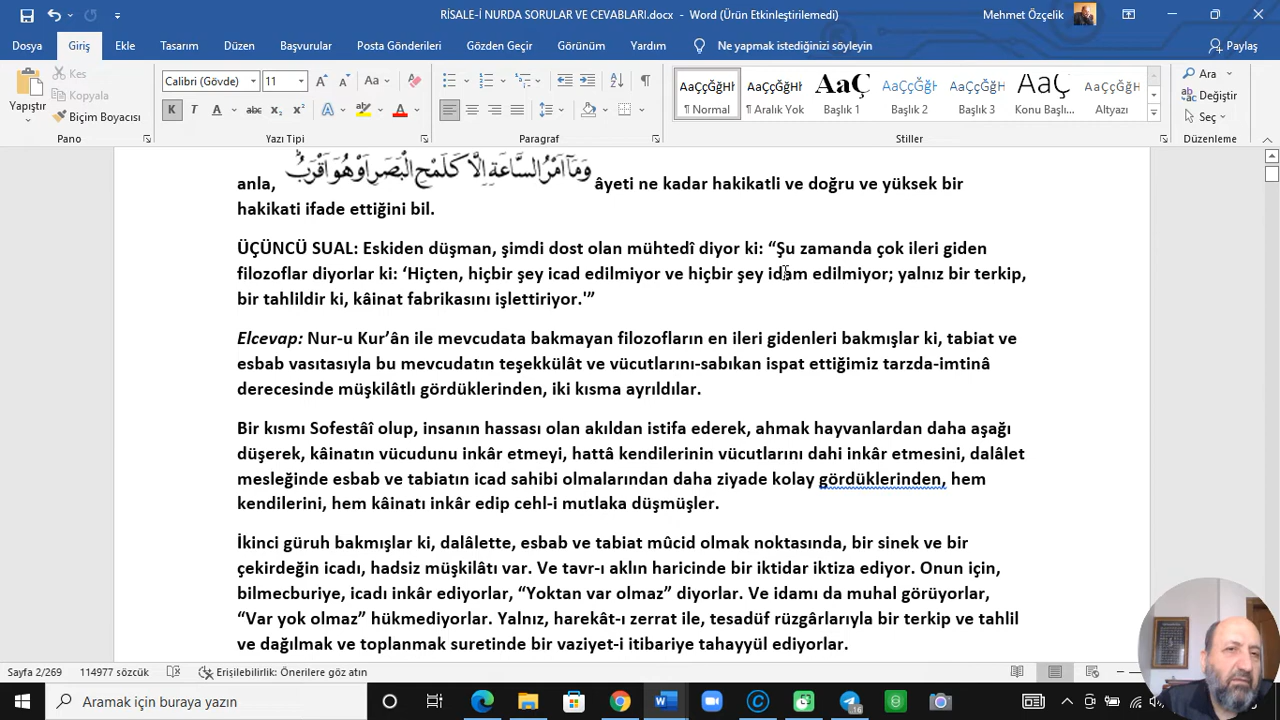 RİSALE-İ NURDA SORULAR VE CEVABLARI.docx - Word (Ürün Etkinleştirilemedi)
Mehmet Özçelik
Dosya Giriş Ekle Tasarım Düzen Başvurular Posta Gönderileri Gözden Geçir Görünüm Yardım Ne yapmak istediğinizi söyleyin Paylaş
Yapıştır
Kes
Kopyala
Biçim Boyacısı
Pano
Calibri (Gövde) 11
K T A abc x₂ x²
Yazı Tipi
Paragraf
AaÇçĞğHł AaÇçĞğHł AaÇ AaÇçĞğHł AaÇçĞğH AaÇ AaÇçĞğH
¶ Normal ¶ Aralık Yok Başlık 1 Başlık 2 Başlık 3 Konu Başlı... Altyazı
Stiller
Ara
Değiştir
Seç
Düzenleme
anla, وَمَآ اَمْرُ السَّاعَةِ اِلَّا كَلَمْحِ الْبَصَرِ اَوْ هُوَ اَقْرَبُ âyeti ne kadar hakikatli ve doğru ve yüksek bir
hakikati ifade ettiğini bil.
ÜÇÜNCÜ SUAL: Eskiden düşman, şimdi dost olan mühtedî diyor ki: “Şu zamanda çok ileri giden
filozoflar diyorlar ki: ‘Hiçten, hiçbir şey icad edilmiyor ve hiçbir şey idam edilmiyor; yalnız bir terkip,
bir tahlildir ki, kâinat fabrikasını işlettiriyor.'”
Elcevap: Nur-u Kur’ân ile mevcudata bakmayan filozofların en ileri gidenleri bakmışlar ki, tabiat ve
esbab vasıtasıyla bu mevcudatın teşekkülât ve vücutlarını-sabıkan ispat ettiğimiz tarzda-imtinâ
derecesinde müşkilâtlı gördüklerinden, iki kısma ayrıldılar.
Bir kısmı Sofestâî olup, insanın hassası olan akıldan istifa ederek, ahmak hayvanlardan daha aşağı
düşerek, kâinatın vücudunu inkâr etmeyi, hattâ kendilerinin vücutlarını dahi inkâr etmesini, dalâlet
mesleğinde esbab ve tabiatın icad sahibi olmalarından daha ziyade kolay gördüklerinden, hem
kendilerini, hem kâinatı inkâr edip cehl-i mutlaka düşmüşler.
İkinci güruh bakmışlar ki, dalâlette, esbab ve tabiat mûcid olmak noktasında, bir sinek ve bir
çekirdeğin icadı, hadsiz müşkilâtı var. Ve tavr-ı aklın haricinde bir iktidar iktiza ediyor. Onun için,
bilmecburiye, icadı inkâr ediyorlar, “Yoktan var olmaz” diyorlar. Ve idamı da muhal görüyorlar,
“Var yok olmaz” hükmediyorlar. Yalnız, harekât-ı zerrat ile, tesadüf rüzgârlarıyla bir terkip ve tahlil
ve dağılmak ve toplanmak suretinde bir vaziyet-i itibariye tahayyül ediyorlar.
Sayfa 2/269 114977 sözcük Erişilebilirlik: Önerilere göz atın
Aramak için buraya yazın
16